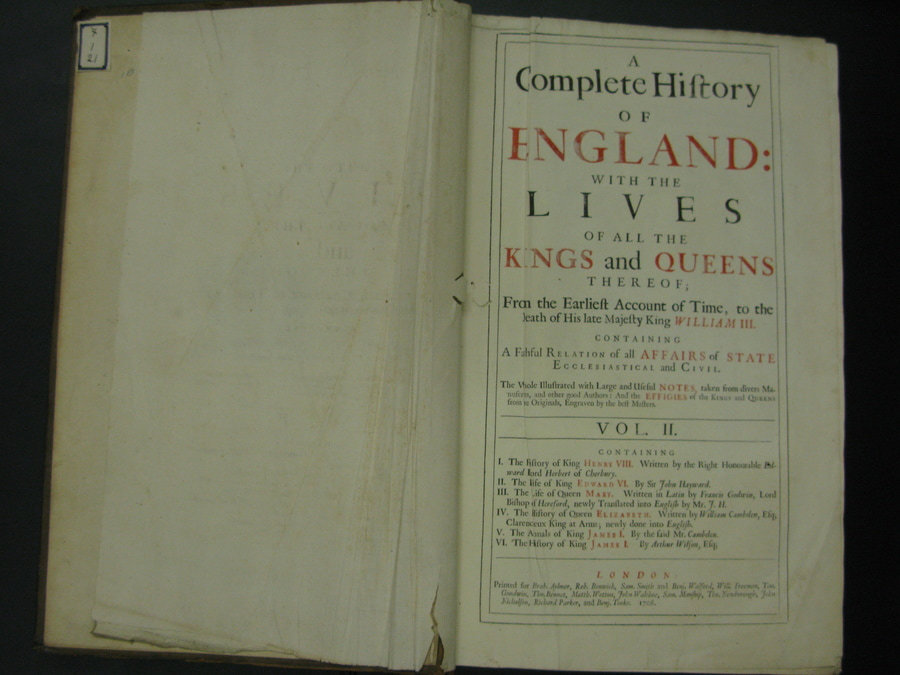 7
1
21
A
Complete Hiſtory
OF
ENGLAND:
WITH THE
LIVES
OF ALL THE
KINGS and QUEENS
THEREOF;
From the Earlieſt Account of Time, to the
Death of His late Majeſty King WILLIAM III.
CONTAINING
A Faithful RELATION of all AFFAIRS of STATE
ECCLESIASTICAL and CIVIL.
The Whole Illuſtrated with Large and Uſeful NOTES, taken from divers Ma-
nuſcripts, and other good Authors: And the EFFIGIES of the KINGS and QUEENS
from the Originals, Engraven by the beſt Maſters.
VOL. II.
CONTAINING
I. The Hiſtory of King HENRY VIII. Written by the Right Honourable Ed-
ward Lord Herbert of Cherbury.
II. The Life of King EDWARD VI. By Sir John Hayward.
III. The Life of Queen MARY. Written in Latin by Francis Godwin, Lord
Biſhop of Hereford, newly Tranſlated into Engliſh by Mr. J. H.
IV. The Hiſtory of Queen ELIZABETH. Written by William Cambden, Eſq;
Clarenceux King at Arms; newly done into Engliſh.
V. The Annals of King JAMES I. By the ſaid Mr. Cambden.
VI. The Hiſtory of King JAMES I. By Arthur Wilſon, Eſq;
LONDON,
Printed for Brab. Aylmer, Reb. Bonwick, Sam. Smith and Benj. Walford, Will. Freeman, Tim.
Goodwin, Tho. Bennet, Matth. Wotton, John Walthoe, Sam. Manſhip, Tho. Newborough, John
Nicholſon, Richard Parker, and Benj. Tooke. 1706.